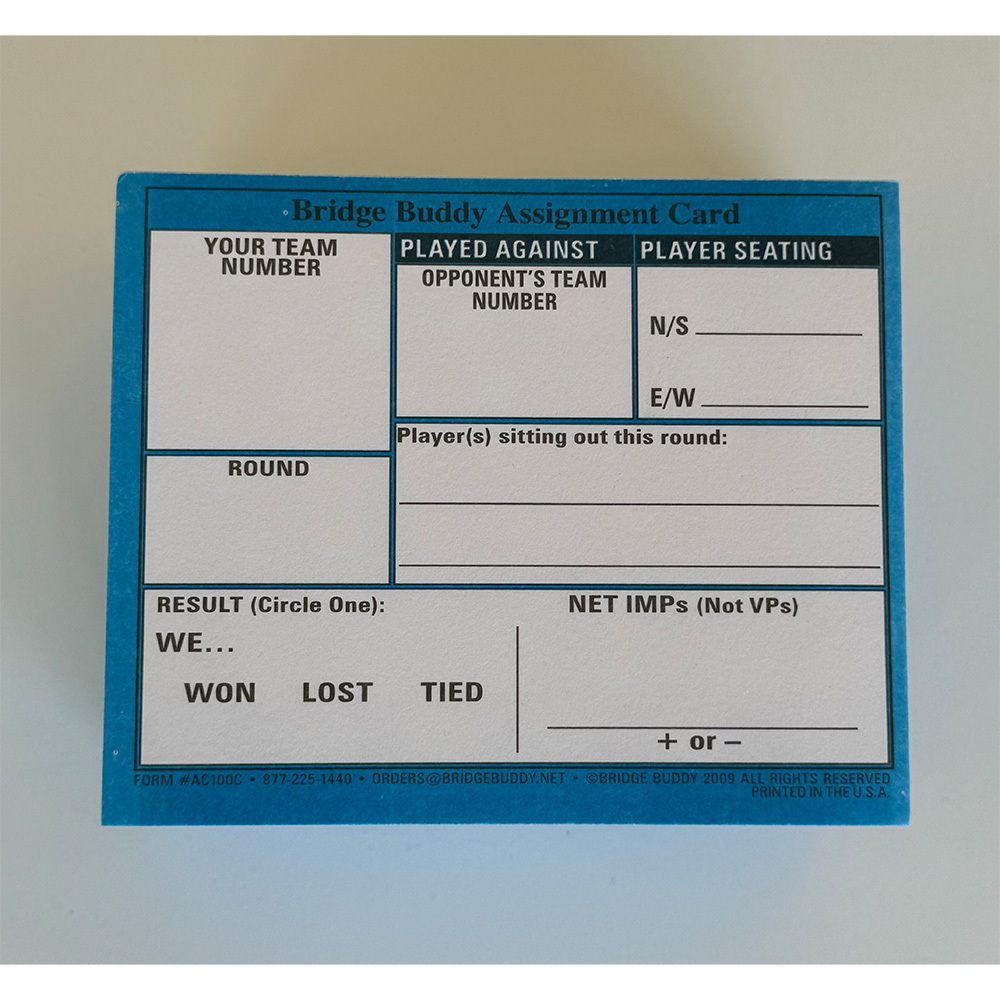 Bridge Buddy Assignment Card
YOUR TEAM
NUMBER
PLAYED AGAINST
OPPONENT'S TEAM
NUMBER
PLAYER SEATING
N/S
E/W
ROUND
Player(s) sitting out this round:
RESULT (Circle One):
WE...
WON LOST TIED
NET IMPs (Not VPs)
+ or –
FORM #AC100C • 877-225-1440 • ORDERS@BRIDGEBUDDY.NET • ©BRIDGE BUDDY 2009 ALL RIGHTS RESERVED
PRINTED IN THE U.S.A.